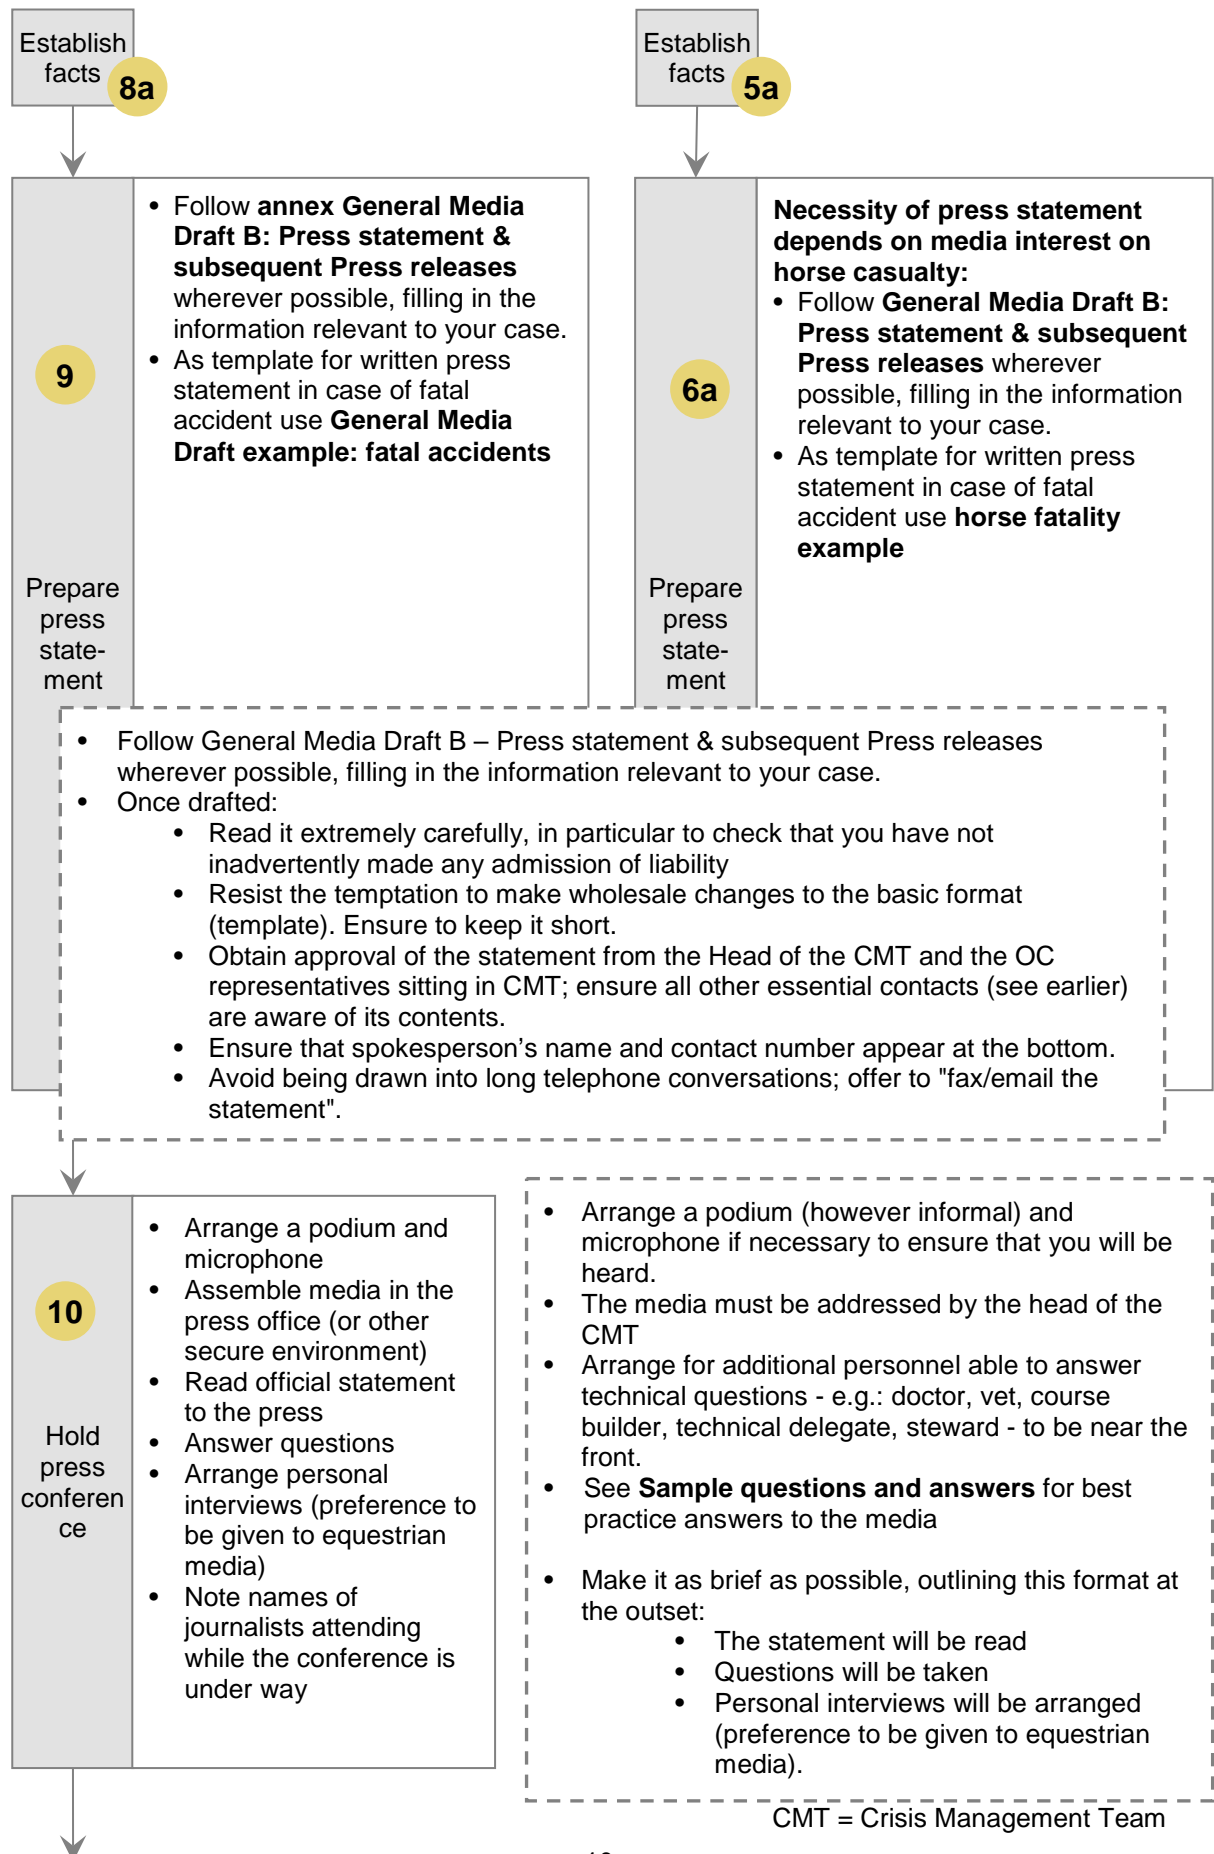 Establish
facts
8a
Establish
facts
5a
9
Prepare
press
state-
ment
• Follow annex General Media
Draft B: Press statement &
subsequent Press releases
wherever possible, filling in the
information relevant to your case.
• As template for written press
statement in case of fatal
accident use General Media
Draft example: fatal accidents
6a
Prepare
press
state-
ment
Necessity of press statement
depends on media interest on
horse casualty:
• Follow General Media Draft B:
Press statement & subsequent
Press releases wherever
possible, filling in the information
relevant to your case.
• As template for written press
statement in case of fatal
accident use horse fatality
example
• Follow General Media Draft B – Press statement & subsequent Press releases
wherever possible, filling in the information relevant to your case.
• Once drafted:
• Read it extremely carefully, in particular to check that you have not
inadvertently made any admission of liability
• Resist the temptation to make wholesale changes to the basic format
(template). Ensure to keep it short.
• Obtain approval of the statement from the Head of the CMT and the OC
representatives sitting in CMT; ensure all other essential contacts (see earlier)
are aware of its contents.
• Ensure that spokesperson's name and contact number appear at the bottom.
• Avoid being drawn into long telephone conversations; offer to "fax/email the
statement".
10
Hold
press
conferen
ce
• Arrange a podium and
microphone
• Assemble media in the
press office (or other
secure environment)
• Read official statement
to the press
• Answer questions
• Arrange personal
interviews (preference to
be given to equestrian
media)
• Note names of
journalists attending
while the conference is
under way
• Arrange a podium (however informal) and
microphone if necessary to ensure that you will be
heard.
• The media must be addressed by the head of the
CMT
• Arrange for additional personnel able to answer
technical questions - e.g.: doctor, vet, course
builder, technical delegate, steward - to be near the
front.
• See Sample questions and answers for best
practice answers to the media
• Make it as brief as possible, outlining this format at
the outset:
• The statement will be read
• Questions will be taken
• Personal interviews will be arranged
(preference to be given to equestrian
media).
CMT = Crisis Management Team